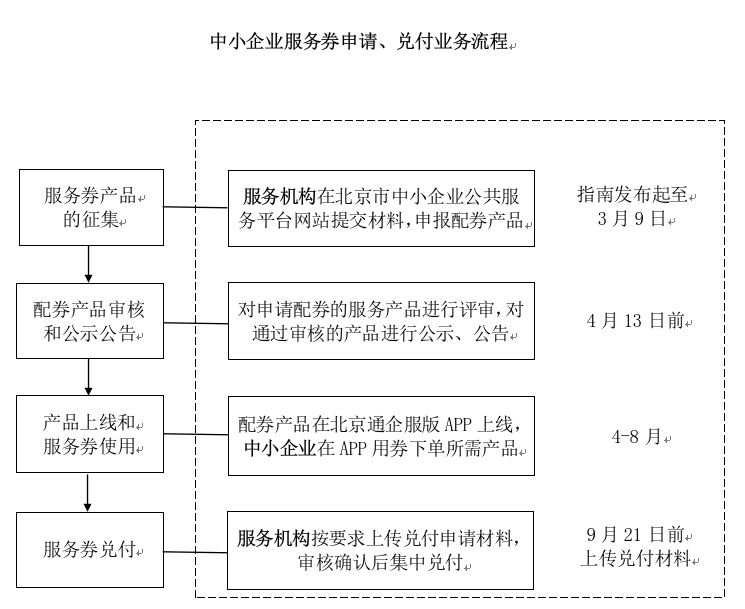 中小企业服务券申请、兑付业务流程
服务券产品
的征集
服务机构在北京市中小企业公共服
务平台网站提交材料，申报配券产品
指南发布起至
3月9日
配券产品审核
和公示公告
对申请配券的服务产品进行评审，对
通过审核的产品进行公示、公告
4月13日前
产品上线和
服务券使用
配券产品在北京通企服版APP上线，
中小企业在APP用券下单所需产品
4-8月
服务券兑付
服务机构按要求上传兑付申请材料，
审核确认后集中兑付
9月21日前
上传兑付材料